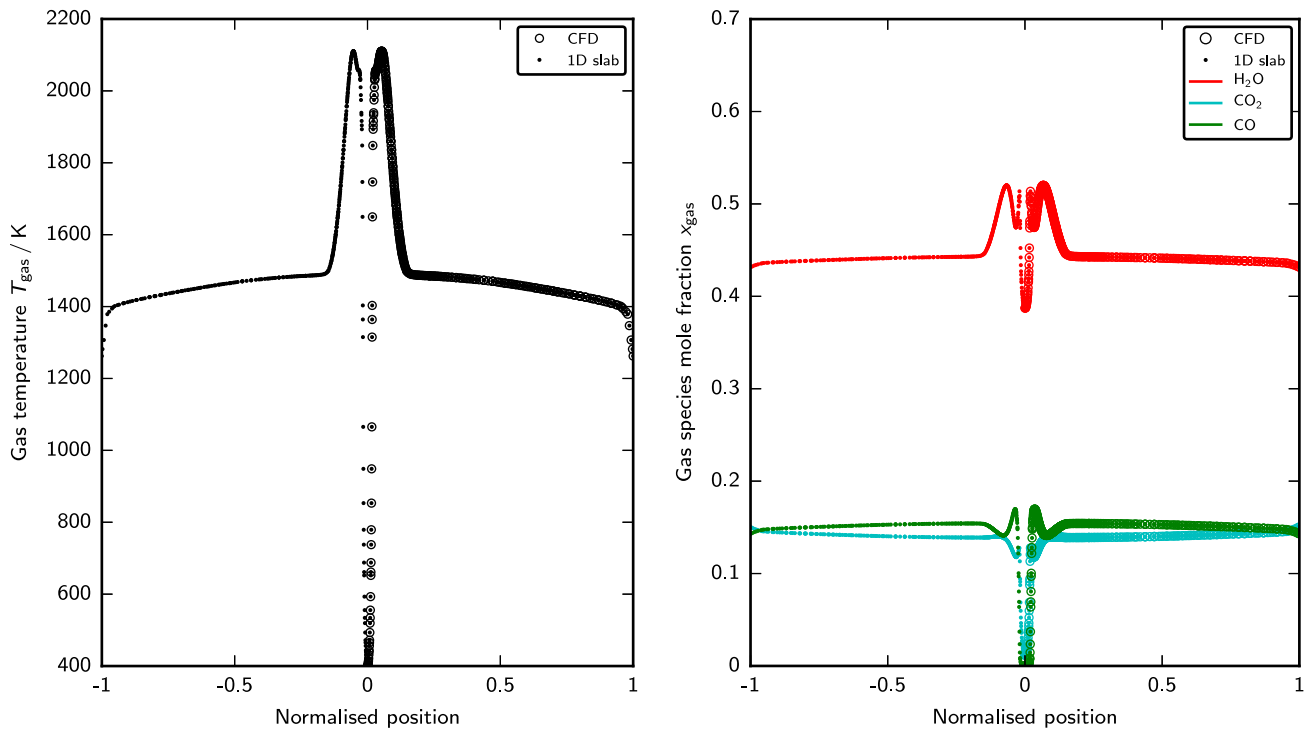 2200
2000
1800
1600
1400
1200
1000
800
600
400
-1
-0.5
0
0.5
1
Gas temperature T_gas / K
Normalised position
CFD
1D slab
0.7
0.6
0.5
0.4
0.3
0.2
0.1
0
-1
-0.5
0
0.5
1
Gas species mole fraction x_gas
Normalised position
CFD
1D slab
H₂O
CO₂
CO